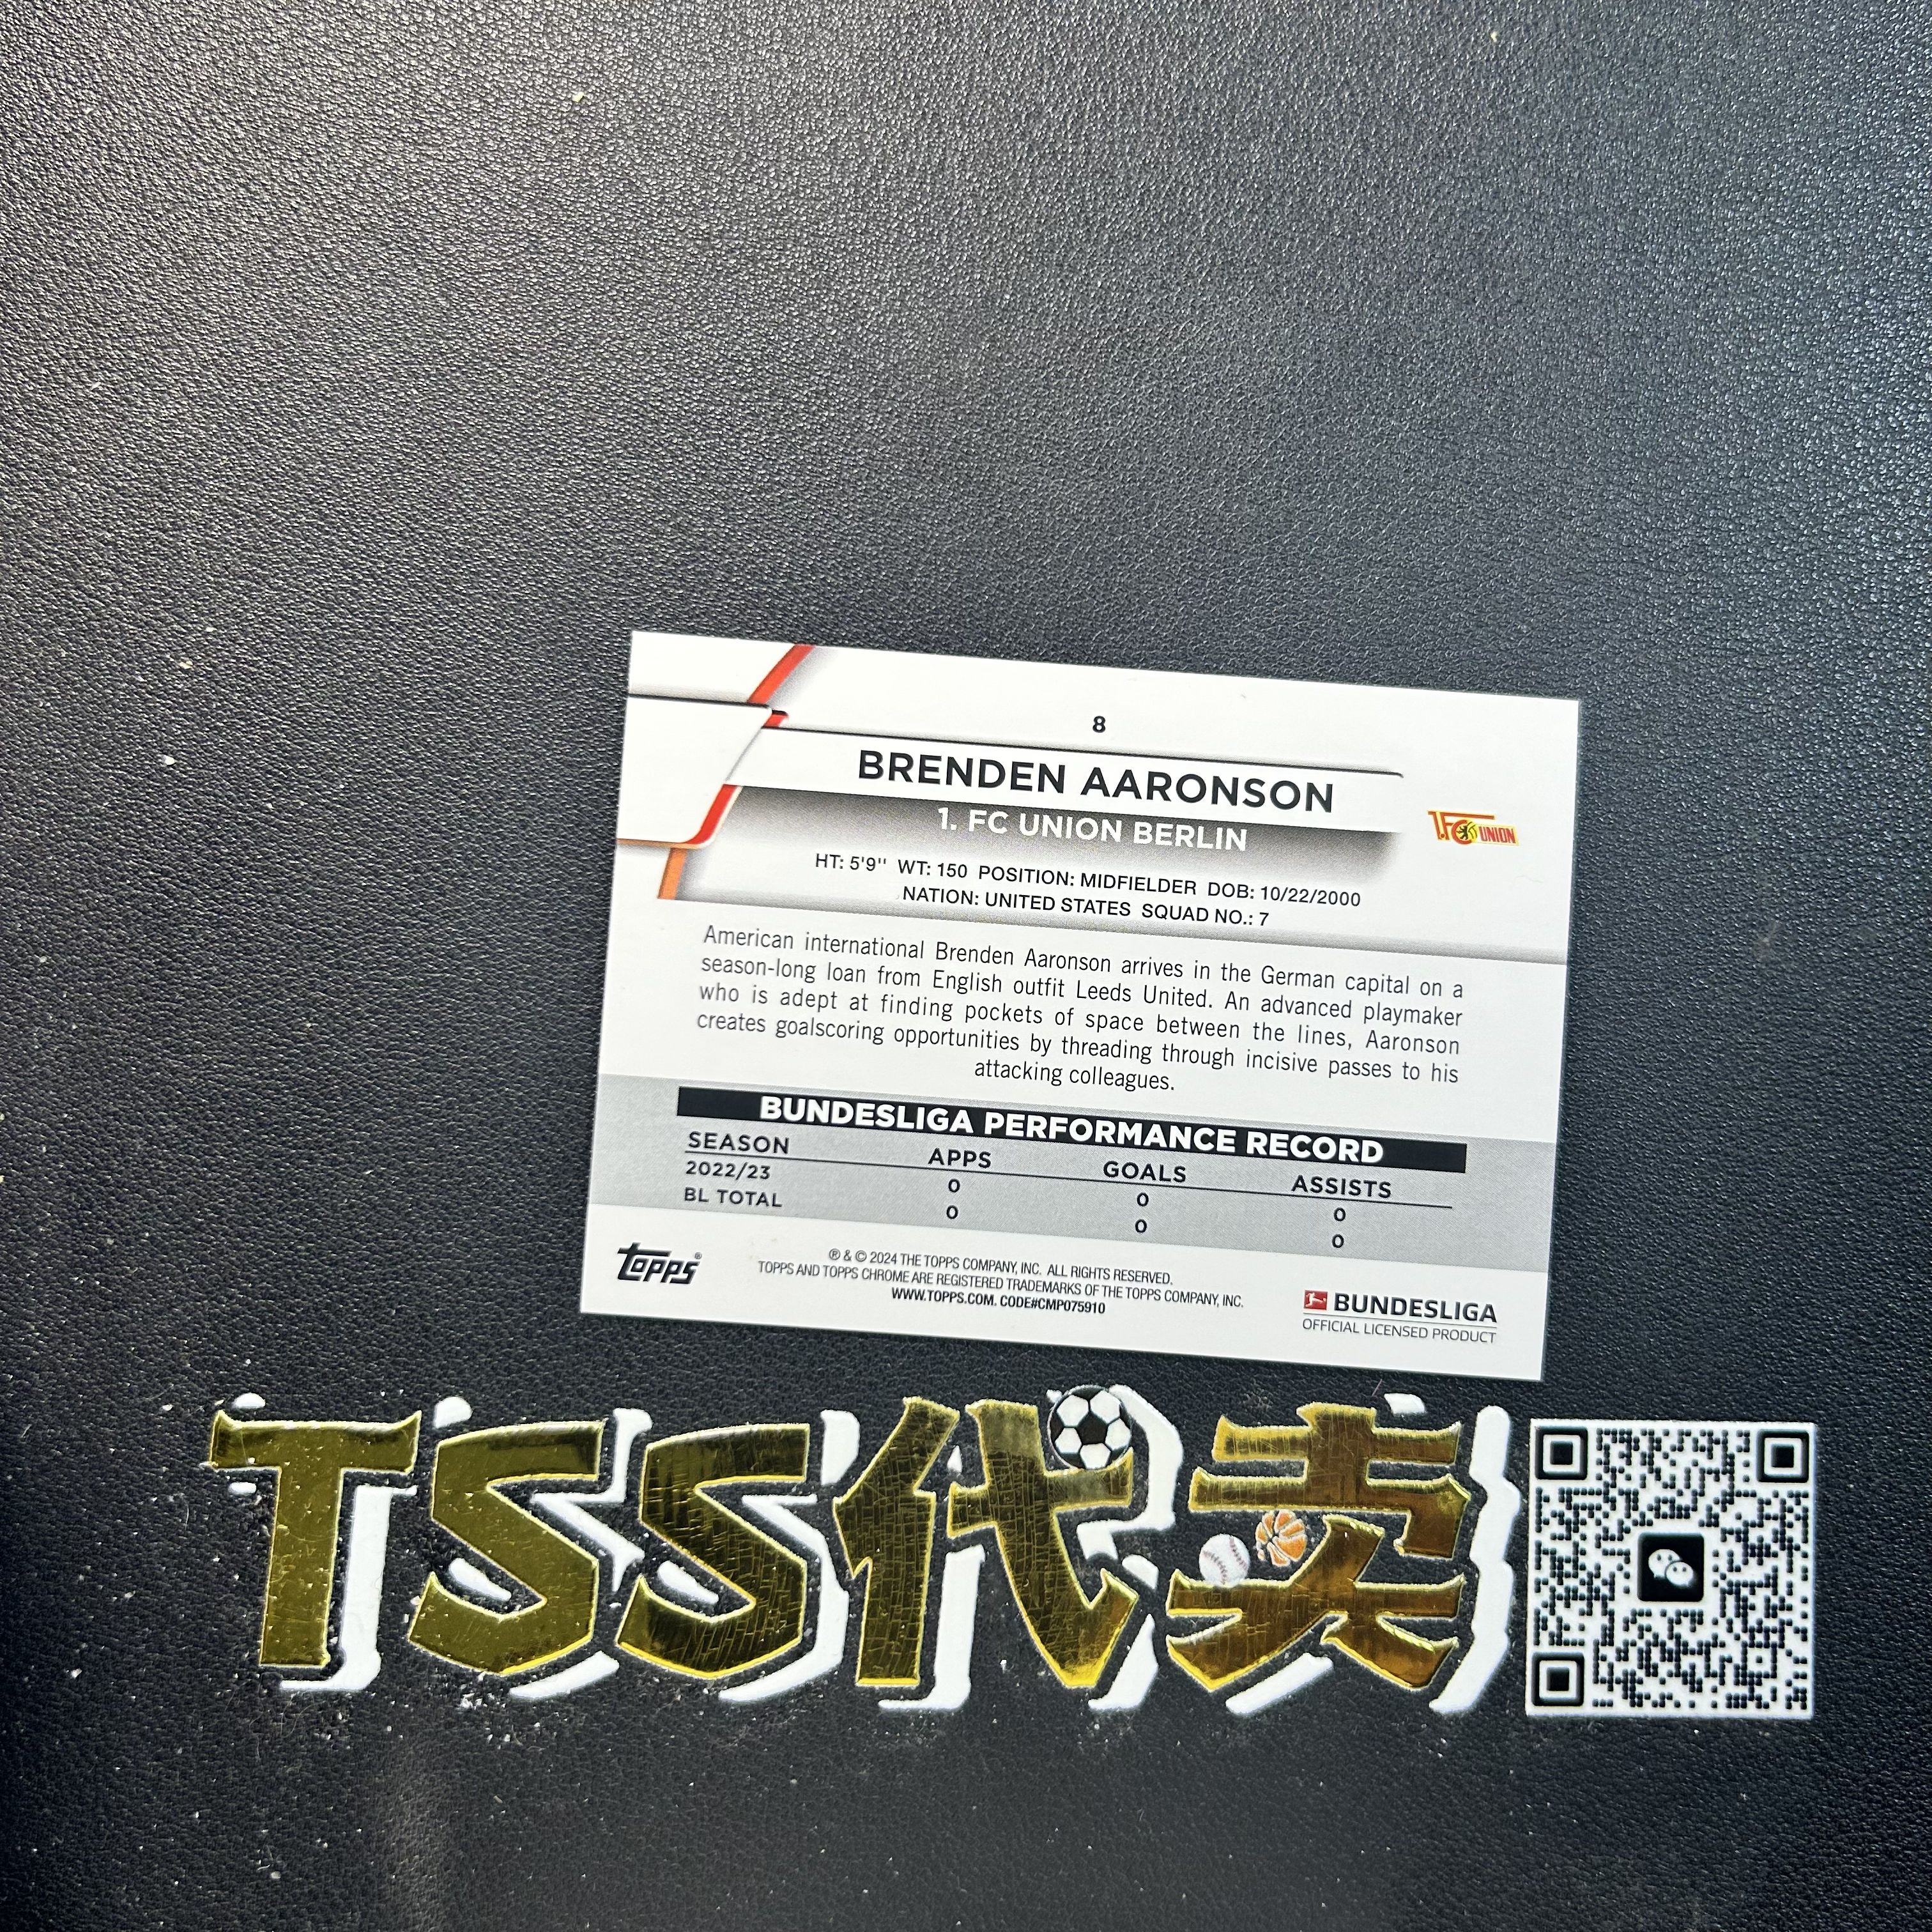 8
BRENDEN AARONSON
1. FC UNION BERLIN
1.FC UNION
HT: 5'9'' WT: 150 POSITION: MIDFIELDER DOB: 10/22/2000
NATION: UNITED STATES SQUAD NO.: 7
American international Brenden Aaronson arrives in the German capital on a
season-long loan from English outfit Leeds United. An advanced playmaker
who is adept at finding pockets of space between the lines, Aaronson
creates goalscoring opportunities by threading through incisive passes to his
attacking colleagues.
BUNDESLIGA PERFORMANCE RECORD
SEASON APPS GOALS ASSISTS
2022/23 0 0 0
BL TOTAL 0 0 0
topps®
® & © 2024 THE TOPPS COMPANY, INC. ALL RIGHTS RESERVED.
TOPPS AND TOPPS CHROME ARE REGISTERED TRADEMARKS OF THE TOPPS COMPANY, INC.
WWW.TOPPS.COM. CODE#CMP075910
BUNDESLIGA
OFFICIAL LICENSED PRODUCT
TSS代卖